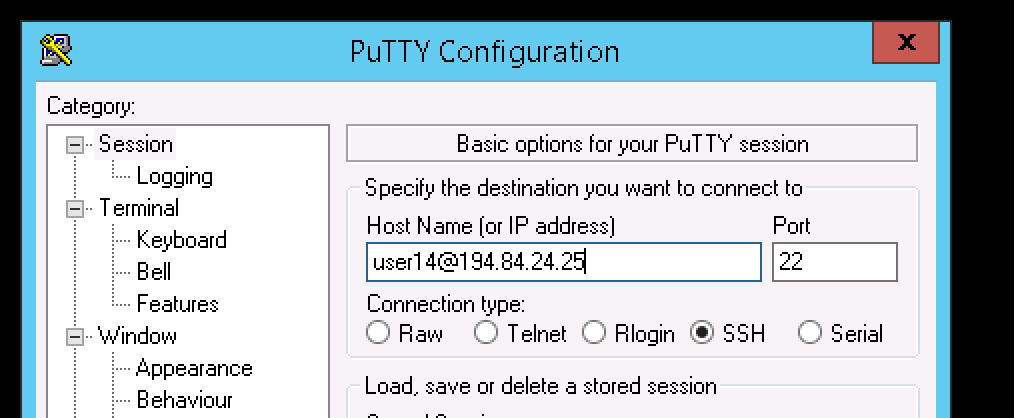 PuTTY Configuration
X
Category:
Session
Logging
Terminal
Keyboard
Bell
Features
Window
Appearance
Behaviour
Basic options for your PuTTY session
Specify the destination you want to connect to
Host Name (or IP address)
Port
user14@194.84.24.25
22
Connection type:
Raw Telnet Rlogin SSH Serial
Load, save or delete a stored session